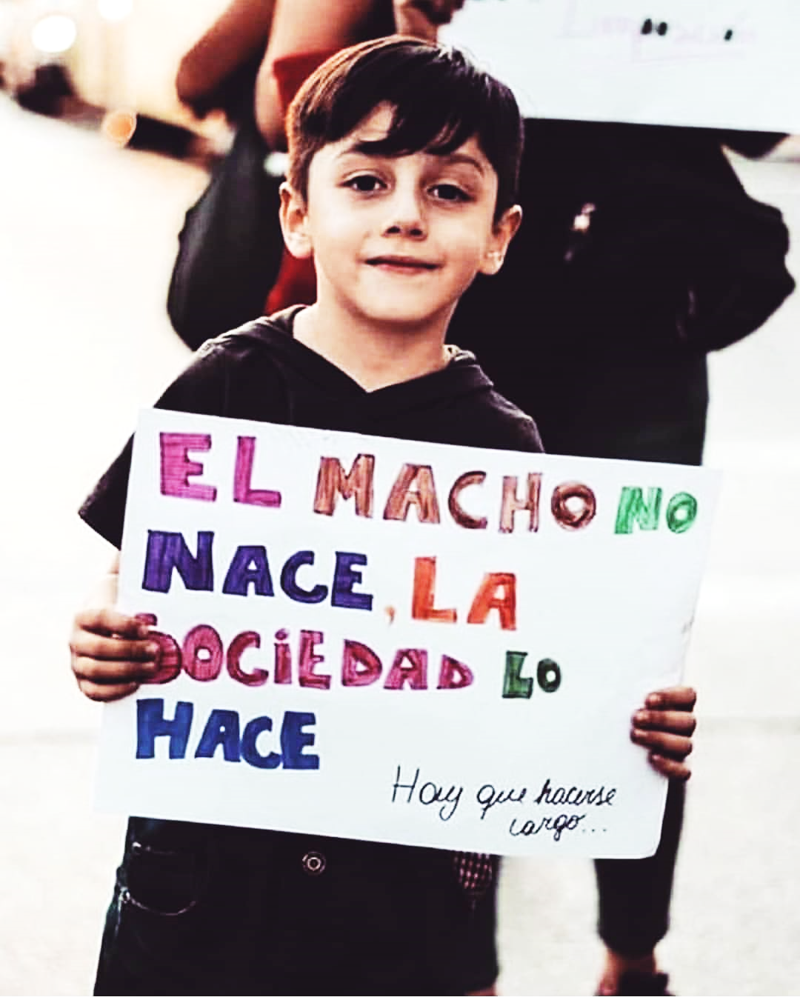 EL MACHO NO
NACE, LA
SOCiEDAD LO
HACE
Hay que hacerse
cargo...